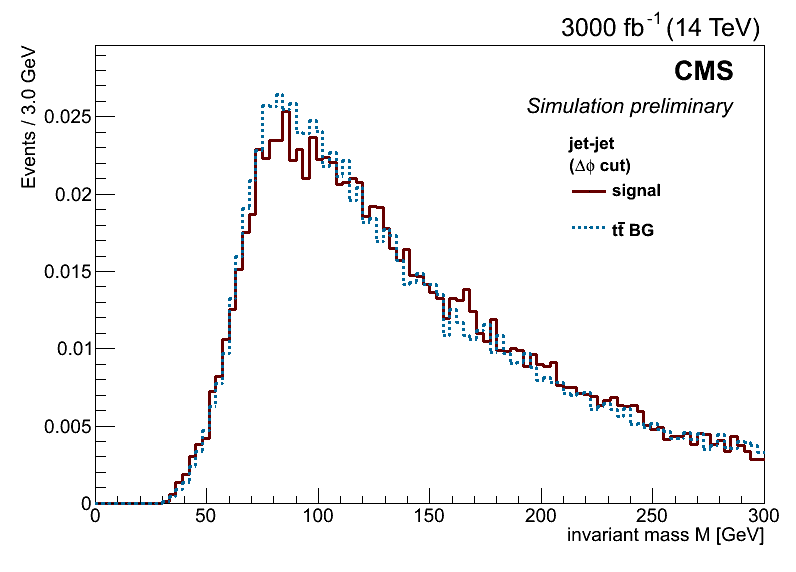 3000 fb⁻¹ (14 TeV)
Events / 3.0 GeV
CMS
Simulation preliminary
jet-jet
(Δϕ cut)
signal
tt̄ BG
0.025
0.02
0.015
0.01
0.005
0
0 50 100 150 200 250 300
invariant mass M [GeV]